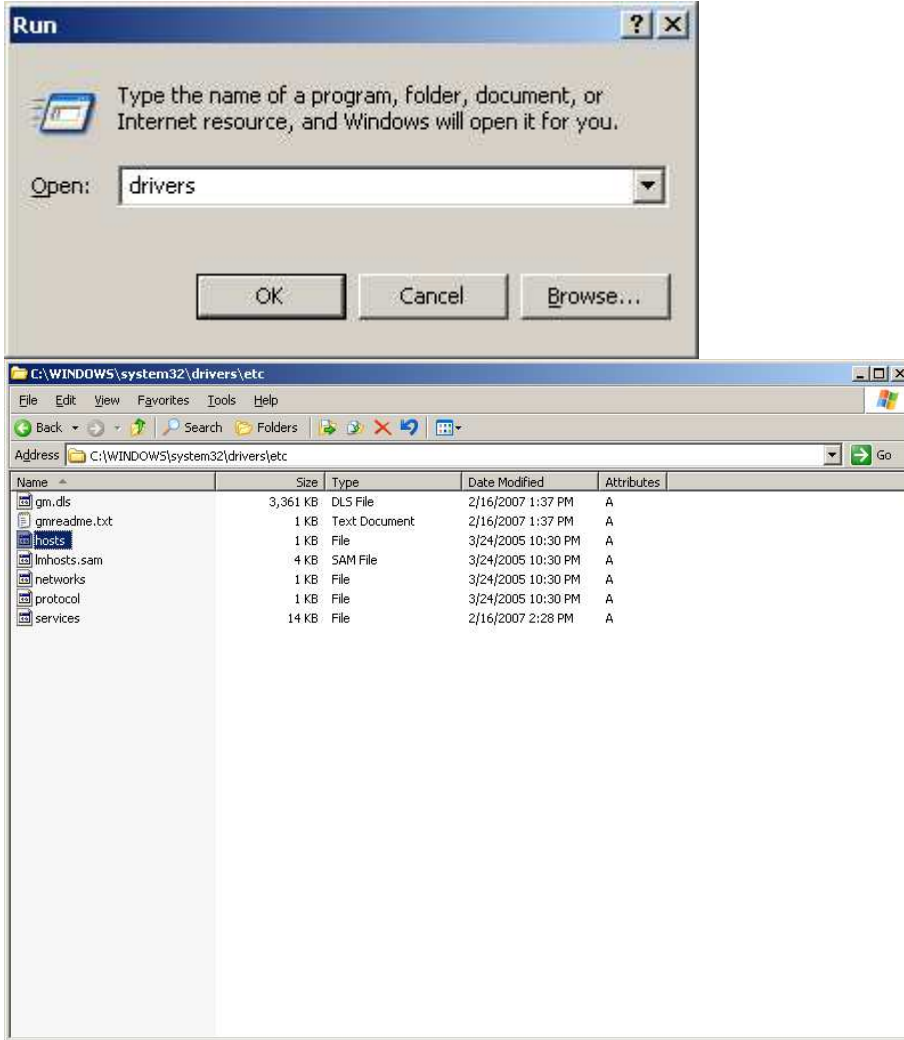 Run
Type the name of a program, folder, document, or
Internet resource, and Windows will open it for you.
Open: drivers
OK Cancel Browse...
C:\WINDOWS\system32\drivers\etc
File Edit View Favorites Tools Help
Back Search Folders
Address C:\WINDOWS\system32\drivers\etc Go
Name Size Type Date Modified Attributes
gm.dls 3,361 KB DLS File 2/16/2007 1:37 PM A
gmreadme.txt 1 KB Text Document 2/16/2007 1:37 PM A
hosts 1 KB File 3/24/2005 10:30 PM A
lmhosts.sam 4 KB SAM File 3/24/2005 10:30 PM A
networks 1 KB File 3/24/2005 10:30 PM A
protocol 1 KB File 3/24/2005 10:30 PM A
services 14 KB File 2/16/2007 2:28 PM A